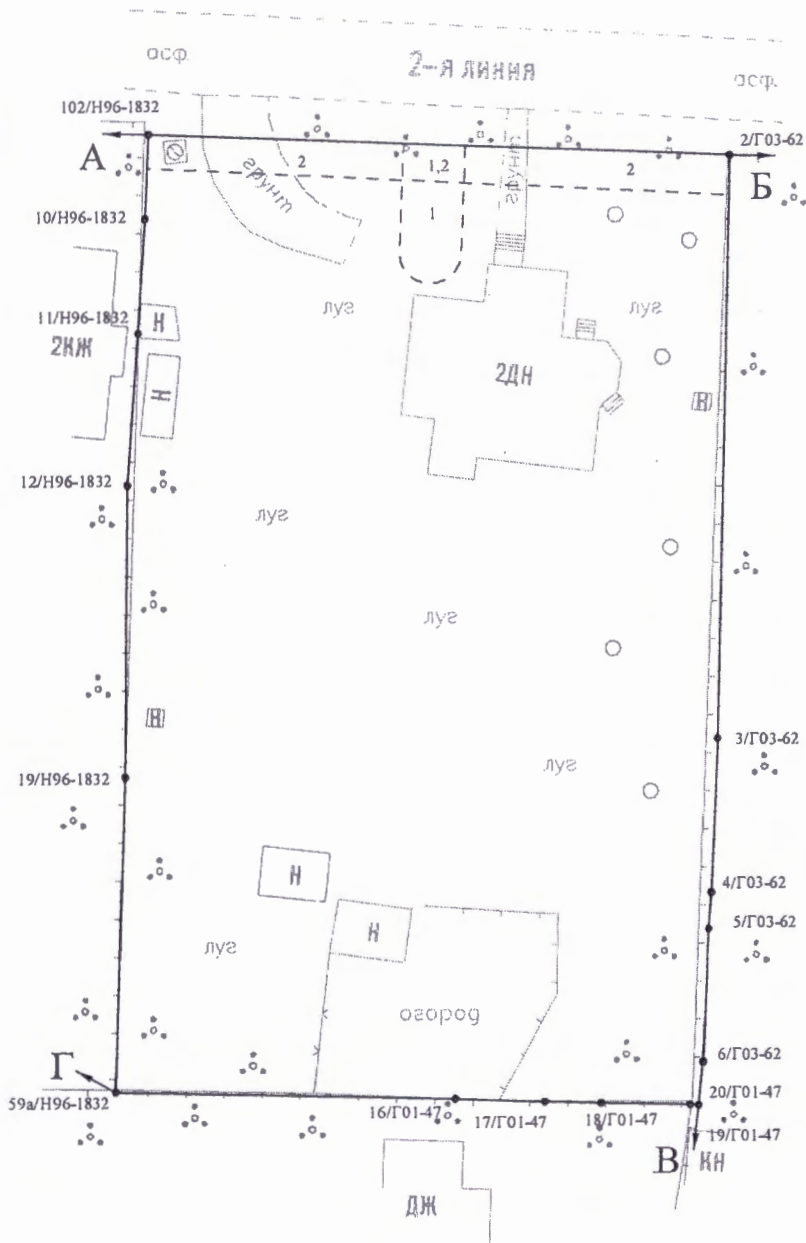 асф.
2-я линия
асф.
102/Н96-1832
2/Г03-62
А
Б
2
1,2
2
грунт
1
грунт
10/Н96-1832
луг
луг
11/Н96-1832
Н
2КЖ
Н
2ДН
Н
12/Н96-1832
луг
луг
Н
3/Г03-62
луг
19/Н96-1832
Н
4/Г03-62
Н
5/Г03-62
луг
огород
6/Г03-62
Г
59а/Н96-1832
16/Г01-47
17/Г01-47
18/Г01-47
20/Г01-47
19/Г01-47
В
КН
ДЖ